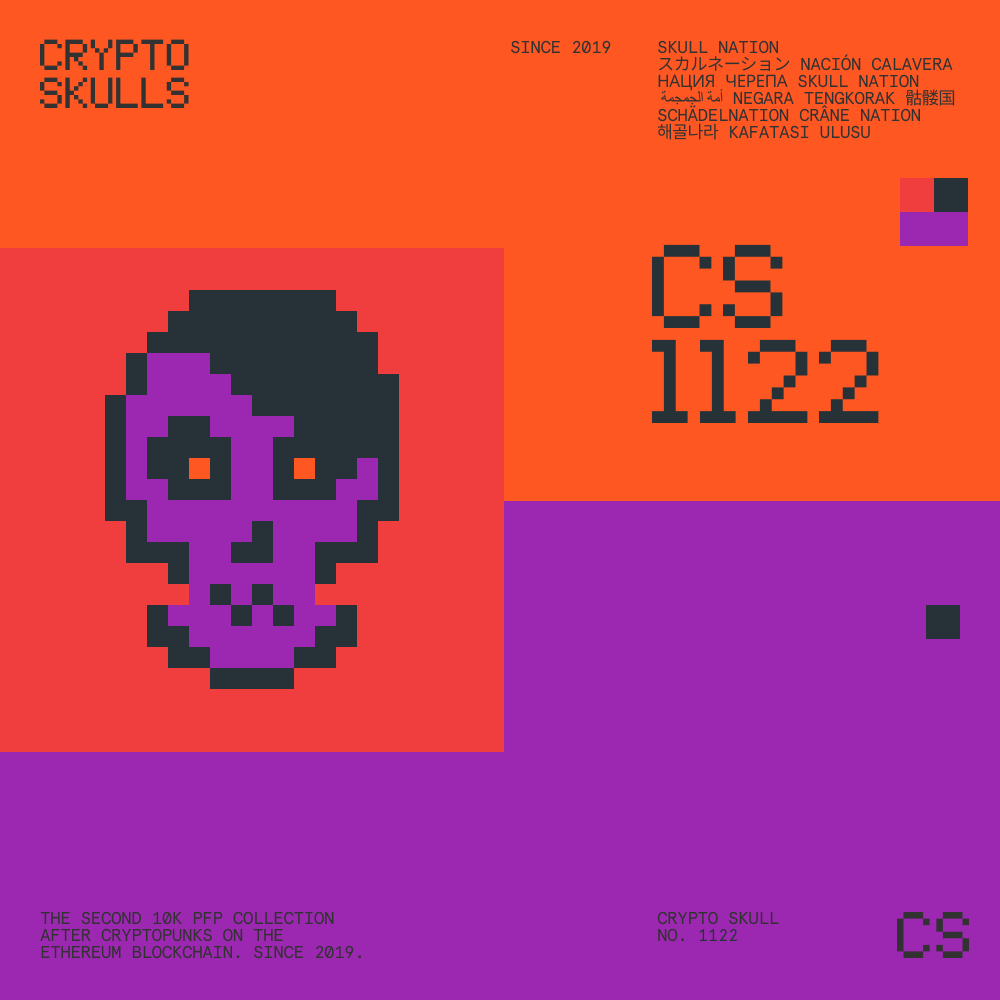 CRYPTO
SKULLS
SINCE 2019
SKULL NATION
スカルネーション NACIÓN CALAVERA
НАЦИЯ ЧЕРЕПА SKULL NATION
أمة الجمجمة NEGARA TENGKORAK 骷髅国
SCHÄDELNATION CRÂNE NATION
해골나라 KAFATASI ULUSU
CS
1122
THE SECOND 10K PFP COLLECTION
AFTER CRYPTOPUNKS ON THE
ETHEREUM BLOCKCHAIN. SINCE 2019.
CRYPTO SKULL
NO. 1122
CS